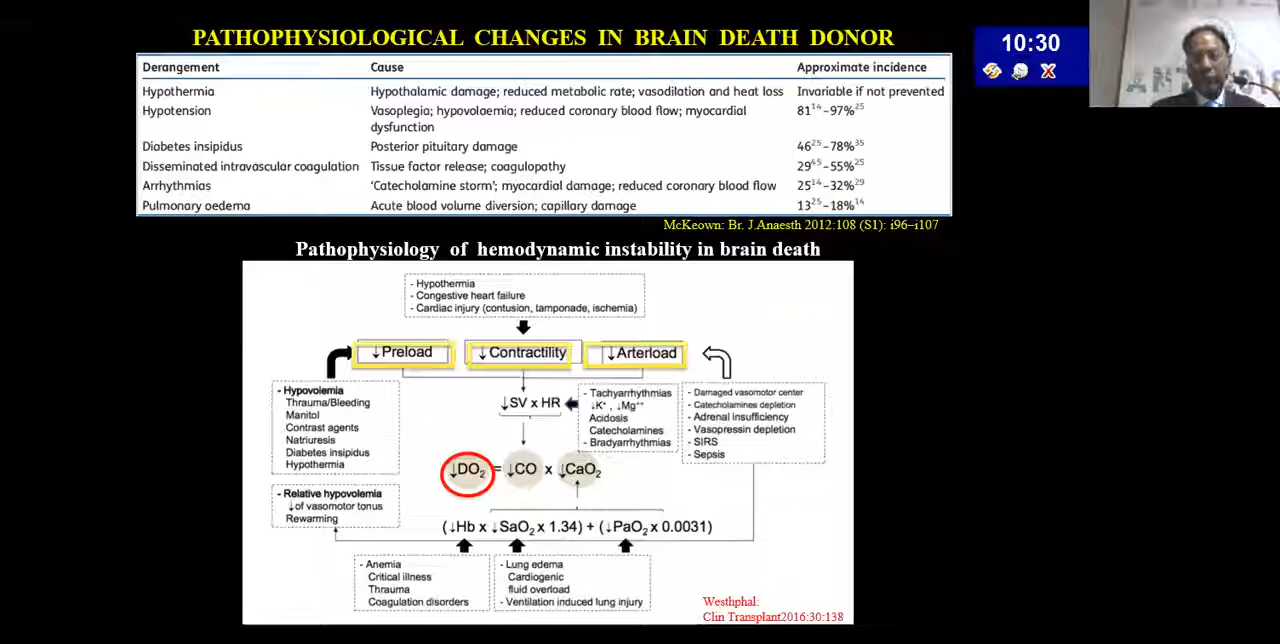 PATHOPHYSIOLOGICAL CHANGES IN BRAIN DEATH DONOR
10:30
Derangement Cause Approximate incidence
Hypothermia Hypothalamic damage; reduced metabolic rate; vasodilation and heat loss Invariable if not prevented
Hypotension Vasoplegia; hypovolaemia; reduced coronary blood flow; myocardial 81¹⁴–97%²⁵
dysfunction
Diabetes insipidus Posterior pituitary damage 46²⁵–78%³⁵
Disseminated intravascular coagulation Tissue factor release; coagulopathy 29⁴⁵–55%²⁵
Arrhythmias 'Catecholamine storm'; myocardial damage; reduced coronary blood flow 25¹⁴–32%²⁹
Pulmonary oedema Acute blood volume diversion; capillary damage 13²⁵–18%¹⁴
McKeown: Br. J.Anaesth 2012:108 (S1): i96–i107
Pathophysiology of hemodynamic instability in brain death
- Hypothermia
- Congestive heart failure
- Cardiac injury (contusion, tamponade, ischemia)
↓Preload
↓Contractility
↓Arterload
- Hypovolemia
Thrauma/Bleeding
Manitol
Contrast agents
Natriuresis
Diabetes insipidus
Hypothermia
↓SV x HR
- Tachyarrhythmias
↓K⁺ , ↓Mg⁺⁺
Acidosis
Catecholamines
- Bradyarrhythmias
- Damaged vasomotor center
- Catecholamines depletion
- Adrenal insufficiency
- Vasopressin depletion
- SIRS
- Sepsis
↓DO₂ = ↓CO x ↓CaO₂
- Relative hypovolemia
↓of vasomotor tonus
Rewarming
(↓Hb x ↓SaO₂ x 1.34) + (↓PaO₂ x 0.0031)
- Anemia
Critical illness
Thrauma
Coagulation disorders
- Lung edema
Cardiogenic
fluid overload
- Ventilation induced lung injury
Westhphal:
Clin Transplant2016:30:138